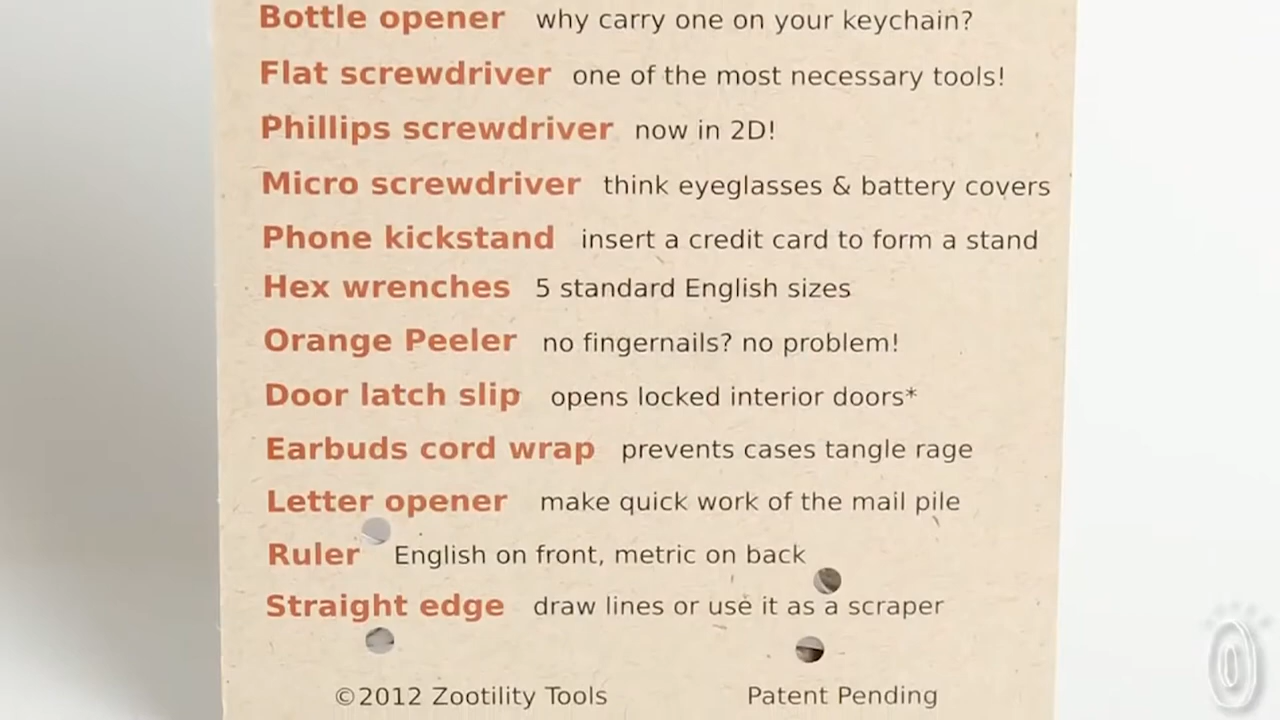 Bottle opener why carry one on your keychain?
Flat screwdriver one of the most necessary tools!
Phillips screwdriver now in 2D!
Micro screwdriver think eyeglasses & battery covers
Phone kickstand insert a credit card to form a stand
Hex wrenches 5 standard English sizes
Orange Peeler no fingernails? no problem!
Door latch slip opens locked interior doors*
Earbuds cord wrap prevents cases tangle rage
Letter opener make quick work of the mail pile
Ruler English on front, metric on back
Straight edge draw lines or use it as a scraper
©2012 Zootility Tools Patent Pending